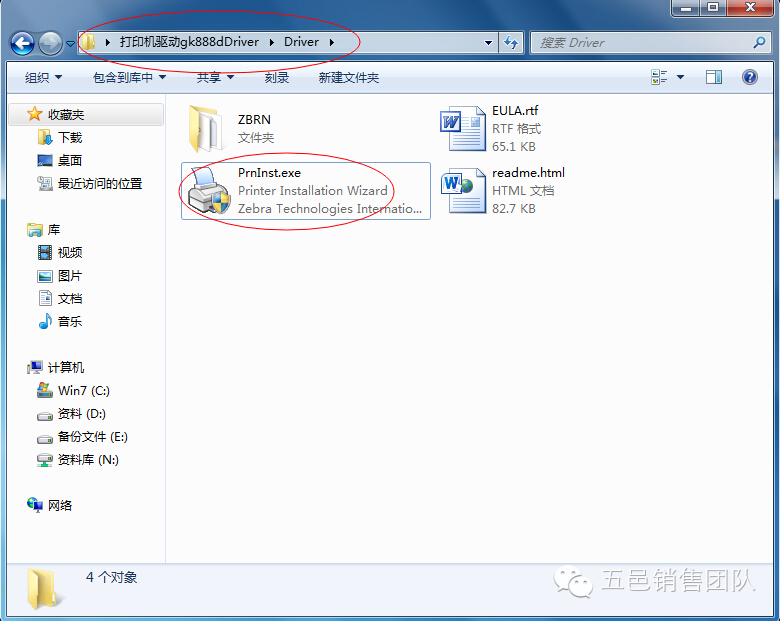 打印机驱动gk888dDriver Driver
搜索 Driver
组织 包含到库中 共享 刻录 新建文件夹
收藏夹
下载
桌面
最近访问的位置
库
视频
图片
文档
音乐
计算机
Win7 (C:)
资料 (D:)
备份文件 (E:)
资料库 (N:)
网络
ZBRN
文件夹
EULA.rtf
RTF 格式
65.1 KB
PrnInst.exe
Printer Installation Wizard
Zebra Technologies Internatio...
readme.html
HTML 文档
82.7 KB
4 个对象
五邑销售团队